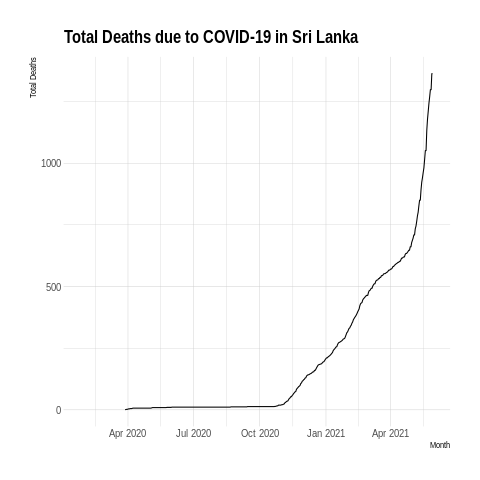 Total Deaths due to COVID-19 in Sri Lanka
Total Deaths
1000
500
0
Apr 2020 Jul 2020 Oct 2020 Jan 2021 Apr 2021
Month